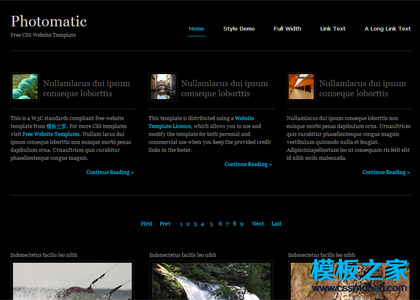 Photomatic
Free CSS Website Template
Home Style Demo Full Width Link Text A Long Link Text
Nullamlacus dui ipsum
conseque loborttis
This is a W3C standards compliant free website
template from 模板之家. For more CSS templates
visit Free Website Templates. Nullam lacus dui
ipsum conseque loborttis non euisque morbi penas
dapibulum orna. Urnaultrices quis curabitur
phasellentesque congue magnis.
Continue Reading »
Nullamlacus dui ipsum
conseque loborttis
This template is distributed using a Website
Template Licence, which allows you to use and
modify the template for both personal and
commercial use when you keep the provided credit
links in the footer.
Continue Reading »
Nullamlacus dui ipsum
conseque loborttis
Nullamlacus dui ipsum conseque loborttis non
euisque morbi penas dapibulum orna. Urnaultrices
quis curabitur phasellentesque congue magnis
vestibulum quismodo nulla et feugiat.
Adipisciniapellentum leo ut consequam ris felit elit
id nibh sociis malesuada.
Continue Reading »
First Prev 1 2 3 4 5 6 7 8 9 Next Last
Indonectetus facilis leo nibh
Indonectetus facilis leo nibh
Indonectetus facilis leo nibh
模板之家